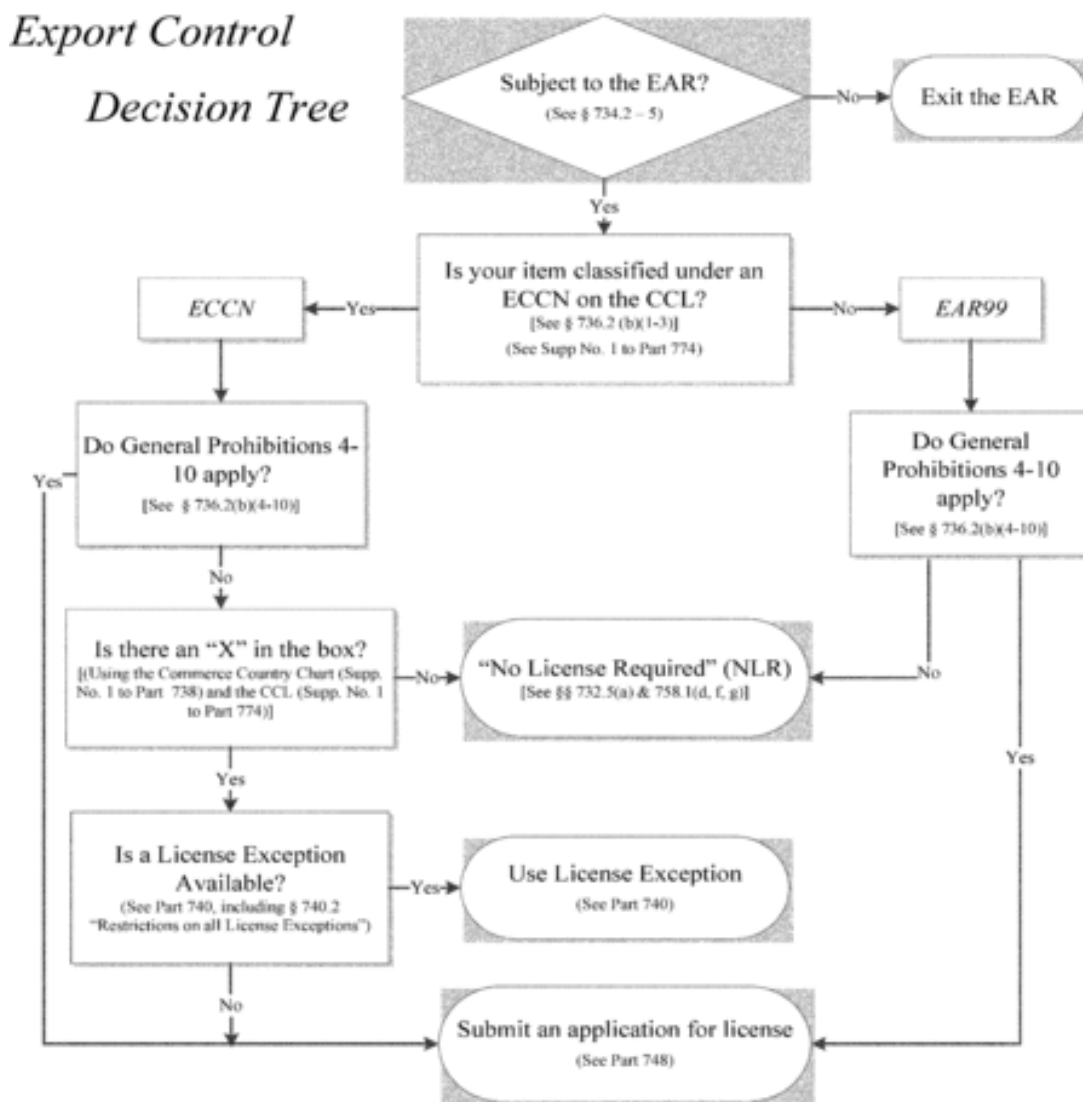 Export Control
Decision Tree
Subject to the EAR?
(See § 734.2 – 5)
No
Exit the EAR
Yes
Is your item classified under an
ECCN on the CCL?
[See § 736.2 (b)(1-3)]
(See Supp No. 1 to Part 774)
Yes
ECCN
No
EAR99
Do General Prohibitions 4-
10 apply?
[See § 736.2(b)(4-10)]
Yes
Do General
Prohibitions 4-10
apply?
[See § 736.2(b)(4-10)]
No
Is there an “X” in the box?
[(Using the Commerce Country Chart (Supp.
No. 1 to Part 738) and the CCL (Supp. No. 1
to Part 774)]
No
“No License Required” (NLR)
[See §§ 732.5(a) & 758.1(d, f, g)]
No
Yes
Yes
Is a License Exception
Available?
(See Part 740, including § 740.2
“Restrictions on all License Exceptions”)
Yes
Use License Exception
(See Part 740)
No
Submit an application for license
(See Part 748)